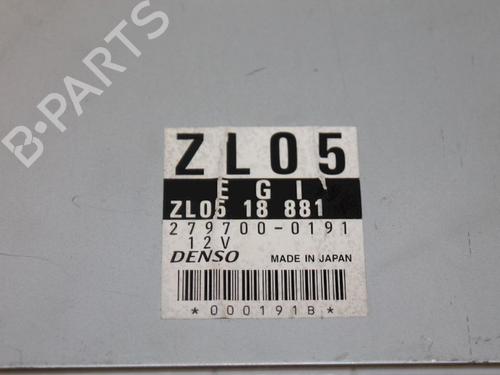 B-PARTS
ZL05
EGI
ZL05 18 881
279700-0191
12V
DENSO MADE IN JAPAN
*000191B*